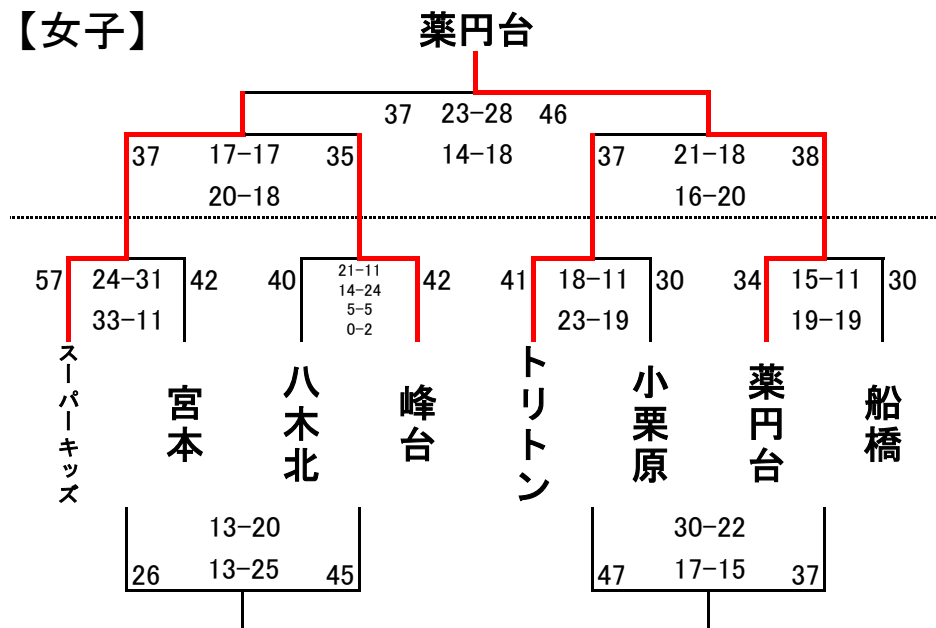 【女子】
薬円台
37 23-28 46
14-18
37 17-17 35
20-18
37 21-18 38
16-20
57 24-31 42
33-11
40 21-11 42
14-24
5-5
0-2
41 18-11 30
23-19
34 15-11 30
19-19
スーパーキッズ
宮本
八木北
峰台
トリトン
小栗原
薬円台
船橋
13-20
26 13-25 45
30-22
47 17-15 37